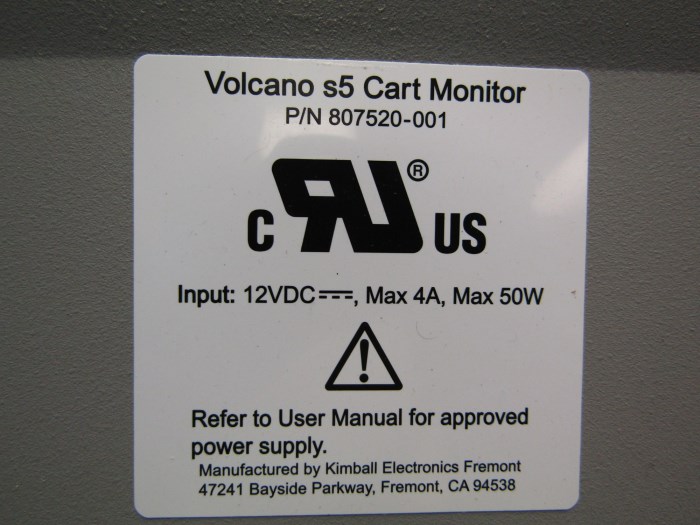 Volcano s5 Cart Monitor
P/N 807520-001
C RU® US
Input: 12VDC⎓, Max 4A, Max 50W
Refer to User Manual for approved
power supply.
Manufactured by Kimball Electronics Fremont
47241 Bayside Parkway, Fremont, CA 94538